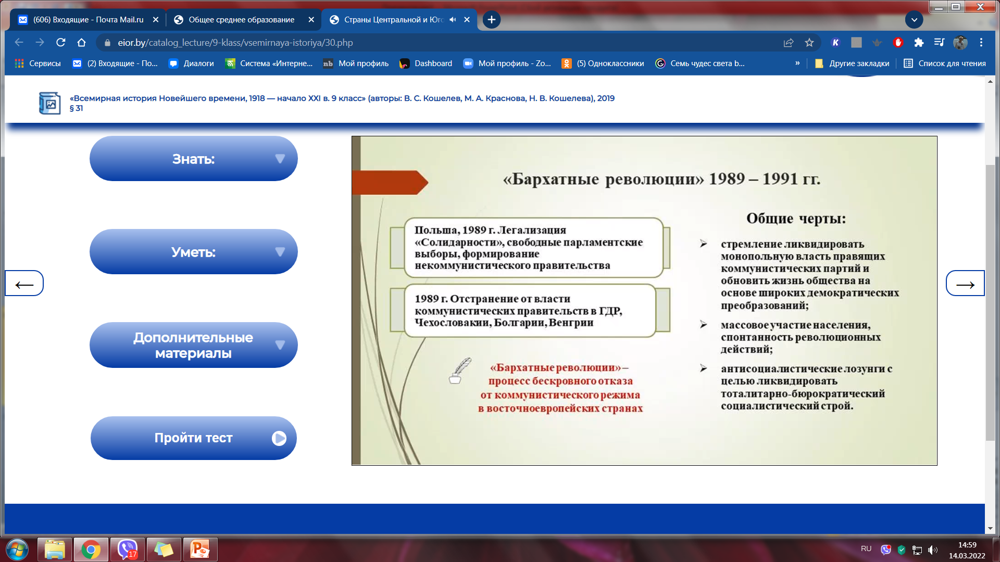 (606) Входящие - Почта Mail.ru
Общее среднее образование
Страны Центральной и Юго
eior.by/catalog_lecture/9-klass/vsemirnaya-istoriya/30.php
Сервисы
(2) Входящие - По...
Диалоги
Система «Интерне...
nb Мой профиль
Dashboard
Мой профиль - Zo...
(5) Одноклассники
Семь чудес света b...
»
Другие закладки
Список для чтения
«Всемирная история Новейшего времени, 1918 — начало XXI в. 9 класс» (авторы: В. С. Кошелев, М. А. Краснова, Н. В. Кошелева), 2019
§ 31
Знать:
Уметь:
Дополнительные
материалы
Пройти тест
←
→
«Бархатные революции» 1989 – 1991 гг.
Польша, 1989 г. Легализация
«Солидарности», свободные парламентские
выборы, формирование
некоммунистического правительства
1989 г. Отстранение от власти
коммунистических правительств в ГДР,
Чехословакии, Болгарии, Венгрии
«Бархатные революции» –
процесс бескровного отказа
от коммунистического режима
в восточноевропейских странах
Общие черты:
стремление ликвидировать
монопольную власть правящих
коммунистических партий и
обновить жизнь общества на
основе широких демократических
преобразований;
массовое участие населения,
спонтанность революционных
действий;
антисоциалистические лозунги с
целью ликвидировать
тоталитарно-бюрократический
социалистический строй.
17
RU
14:59
14.03.2022